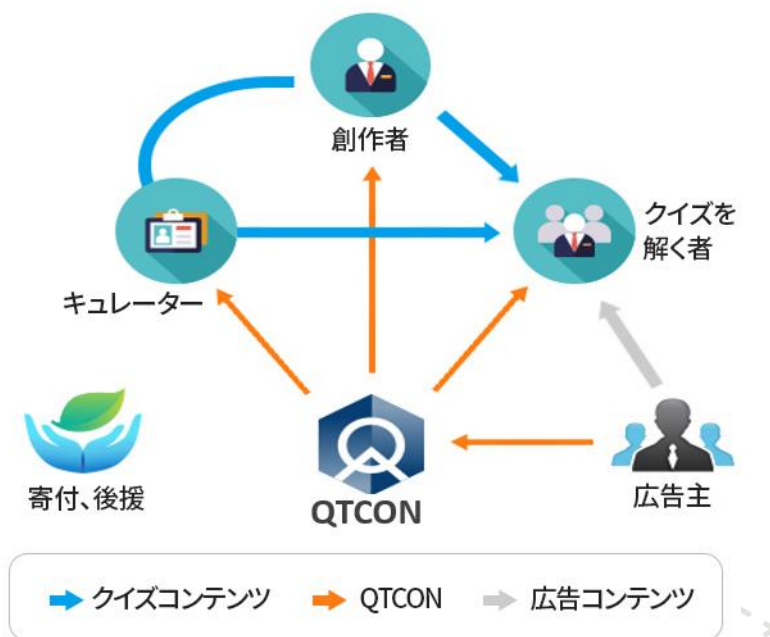 創作者
クイズを
解く者
キュレーター
寄付、後援
QTCON
広告主
クイズコンテンツ
QTCON
広告コンテンツ